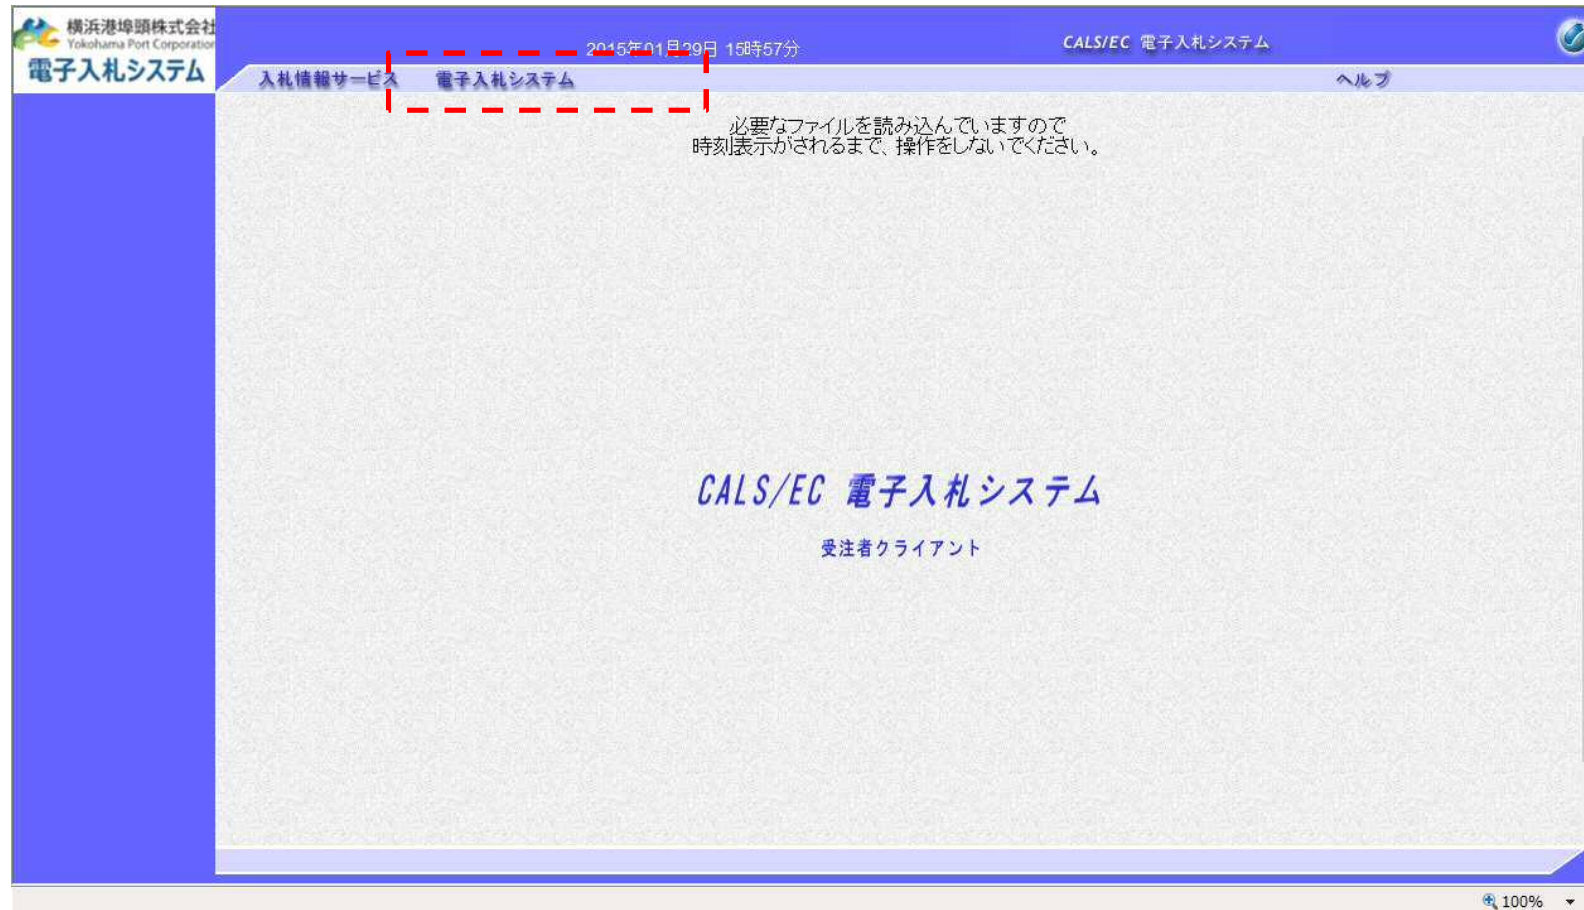 横浜港埠頭株式会社
Yokohama Port Corporation
電子入札システム
2015年01月29日 15時57分
CALS/EC 電子入札システム
入札情報サービス 電子入札システム ヘルプ
必要なファイルを読み込んでいますので
時刻表示がされるまで、操作をしないでください。
CALS/EC 電子入札システム
受注者クライアント
100%